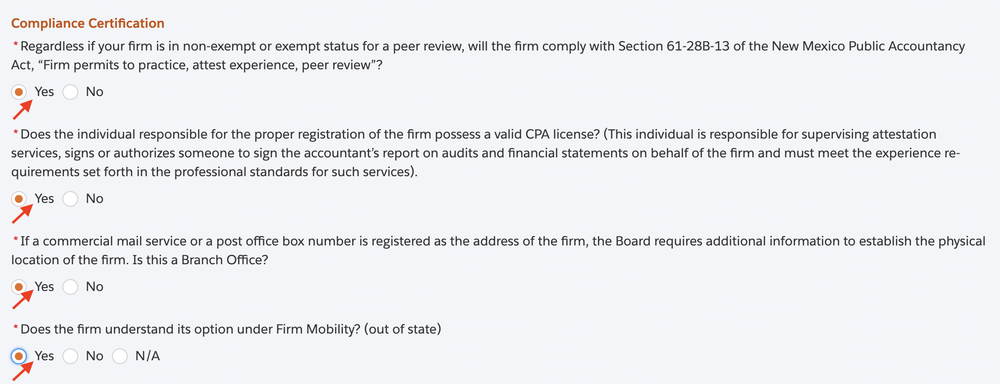 Compliance Certification
*Regardless if your firm is in non-exempt or exempt status for a peer review, will the firm comply with Section 61-28B-13 of the New Mexico Public Accountancy
Act, “Firm permits to practice, attest experience, peer review”?
Yes No
*Does the individual responsible for the proper registration of the firm possess a valid CPA license? (This individual is responsible for supervising attestation
services, signs or authorizes someone to sign the accountant’s report on audits and financial statements on behalf of the firm and must meet the experience re-
quirements set forth in the professional standards for such services).
Yes No
*If a commercial mail service or a post office box number is registered as the address of the firm, the Board requires additional information to establish the physical
location of the firm. Is this a Branch Office?
Yes No
*Does the firm understand its option under Firm Mobility? (out of state)
Yes No N/A